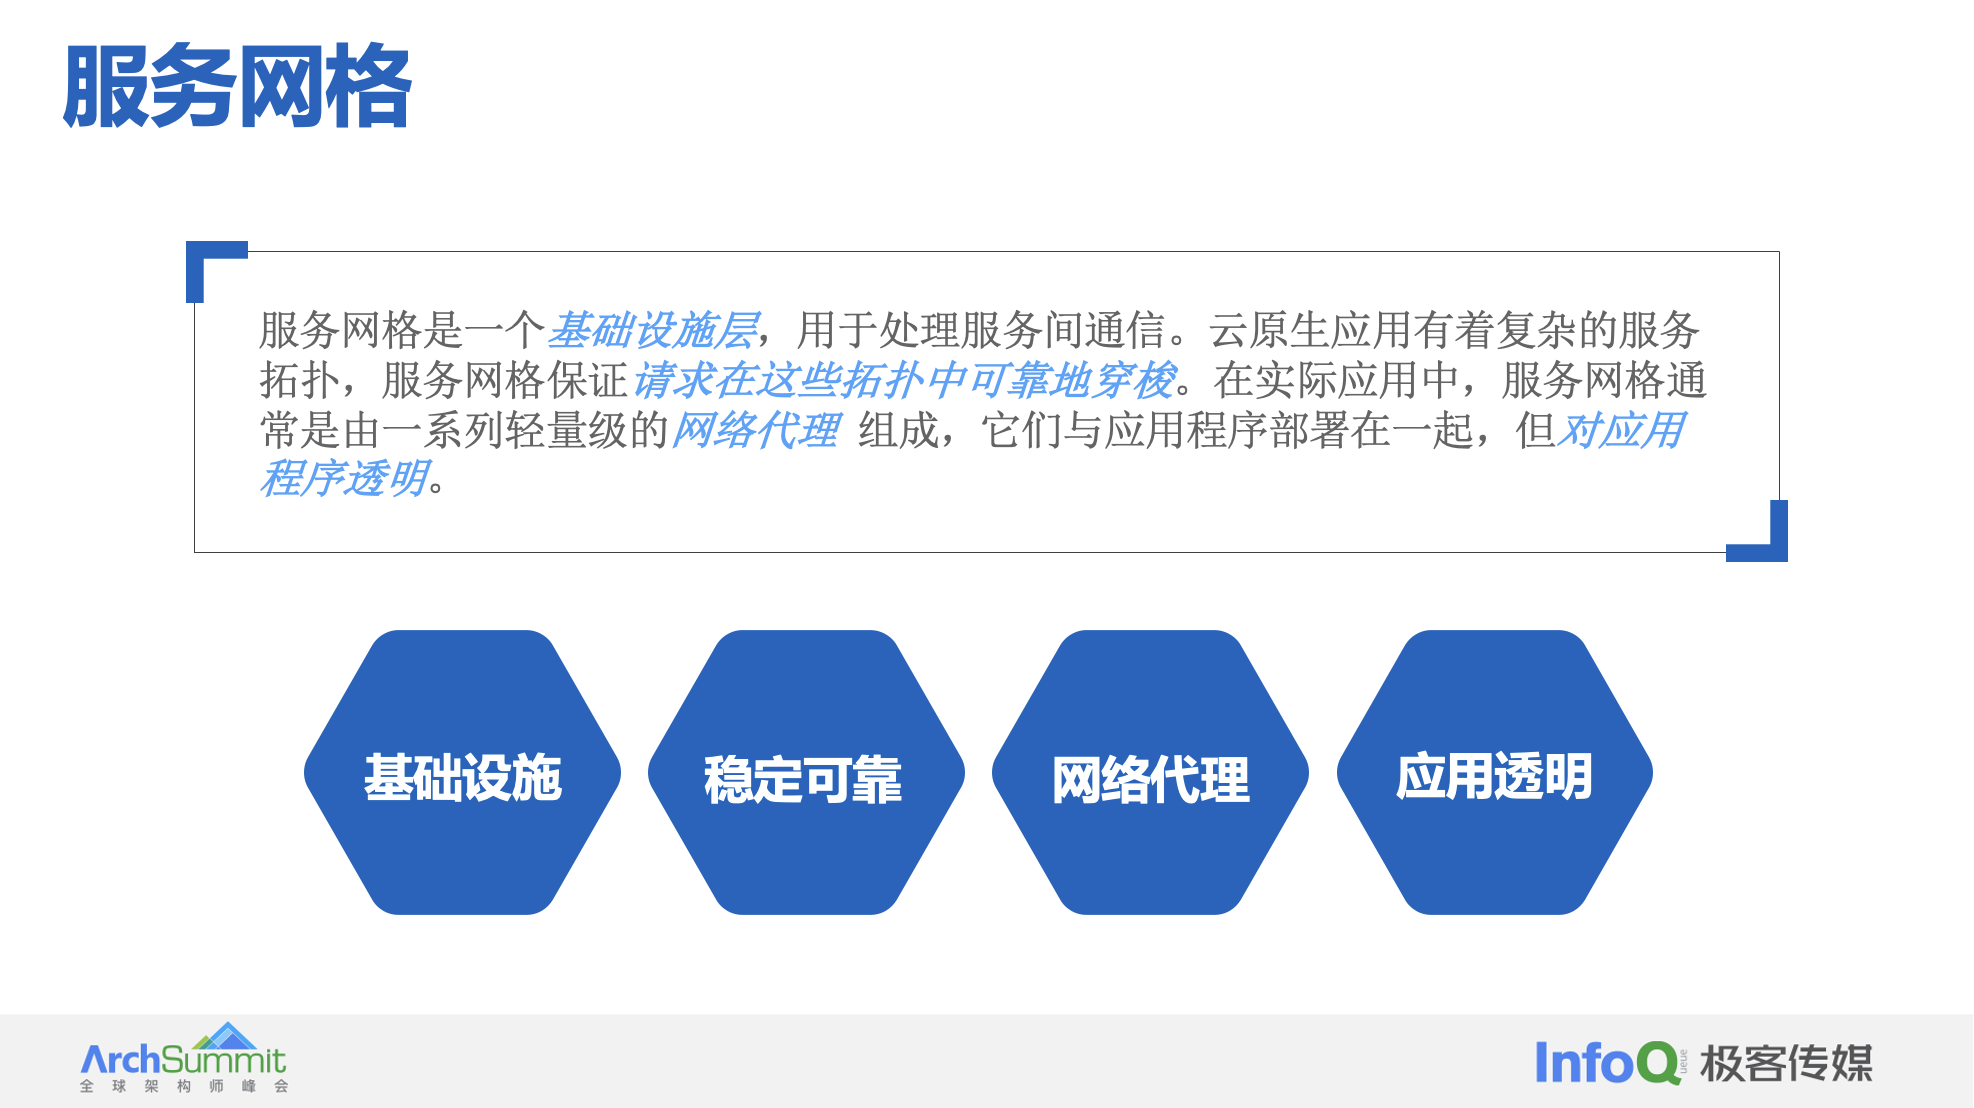 服务网格
服务网格是一个基础设施层，用于处理服务间通信。云原生应用有着复杂的服务
拓扑，服务网格保证请求在这些拓扑中可靠地穿梭。在实际应用中，服务网格通
常是由一系列轻量级的网络代理 组成，它们与应用程序部署在一起，但对应用
程序透明。
基础设施
稳定可靠
网络代理
应用透明
ArchSummit
全球架构师峰会
InfoQ ueue 极客传媒